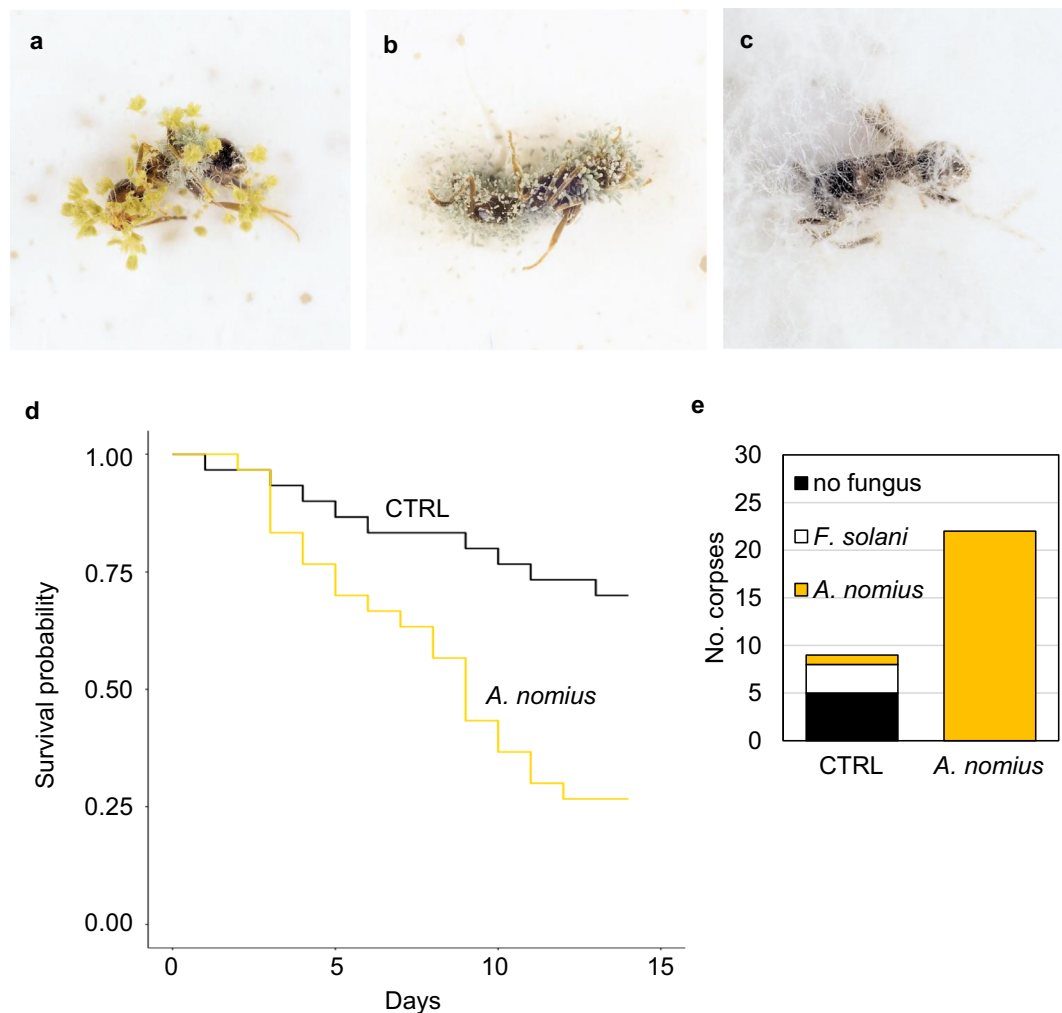 a
b
c
d
1.00
0.75
0.50
0.25
0.00
Survival probability
CTRL
A. nomius
0
5
10
15
Days
e
30
25
20
15
10
5
0
No. corpses
no fungus
F. solani
A. nomius
CTRL
A. nomius